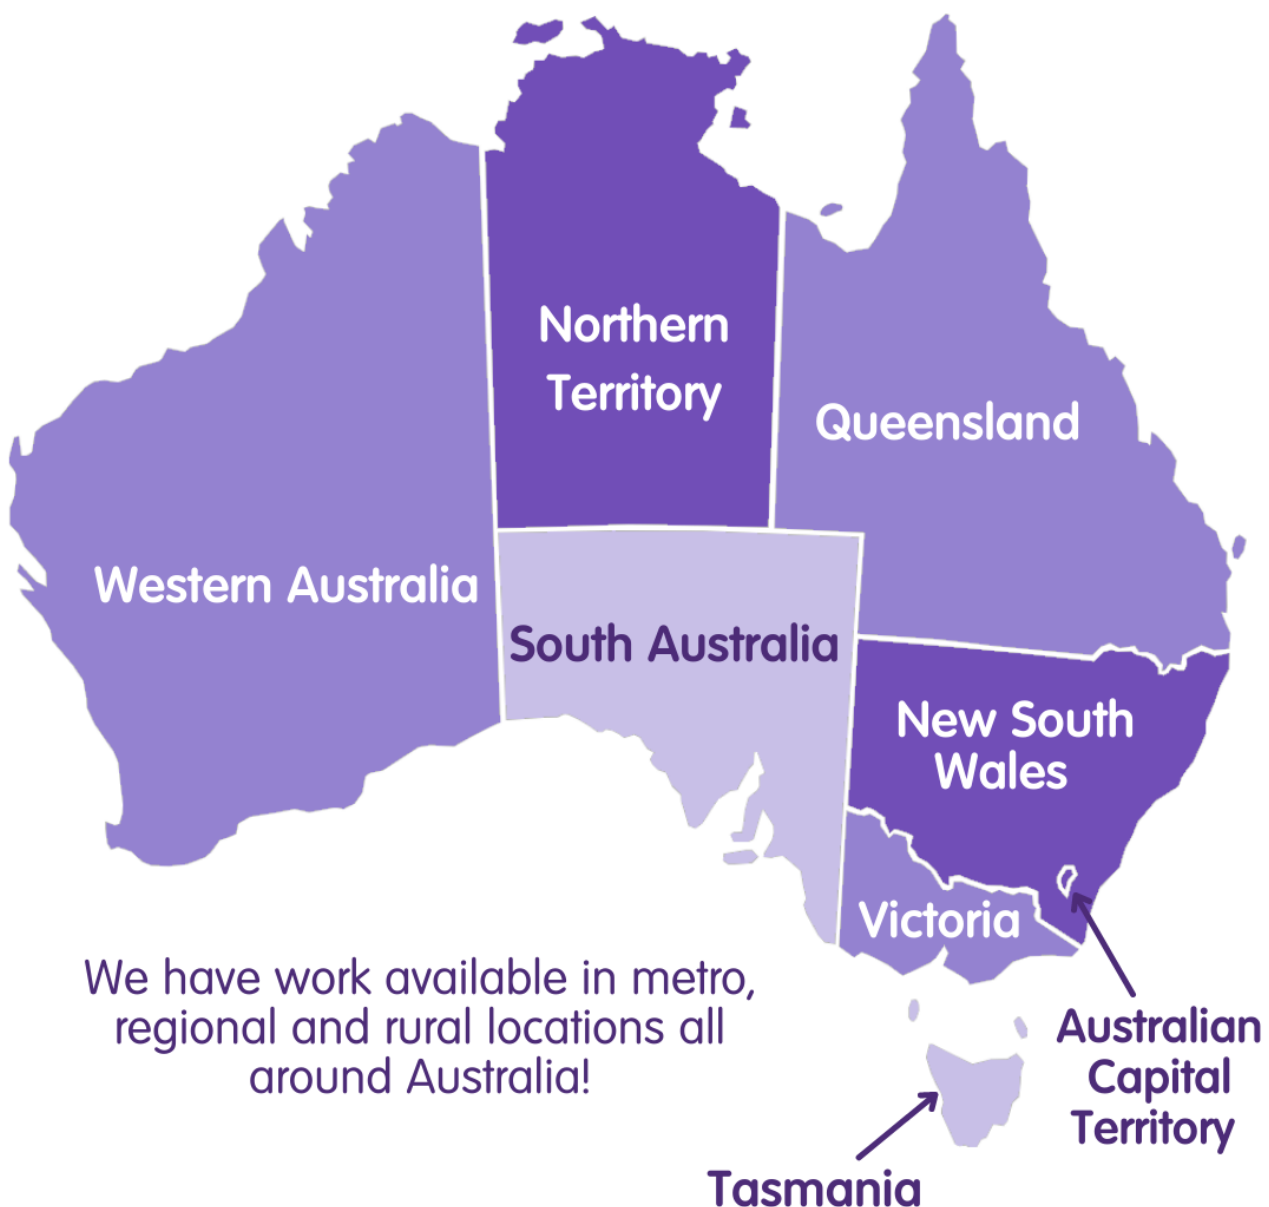 Northern
Territory
Queensland
Western Australia
South Australia
New South
Wales
Victoria
We have work available in metro,
regional and rural locations all
around Australia!
Australian
Capital
Territory
Tasmania